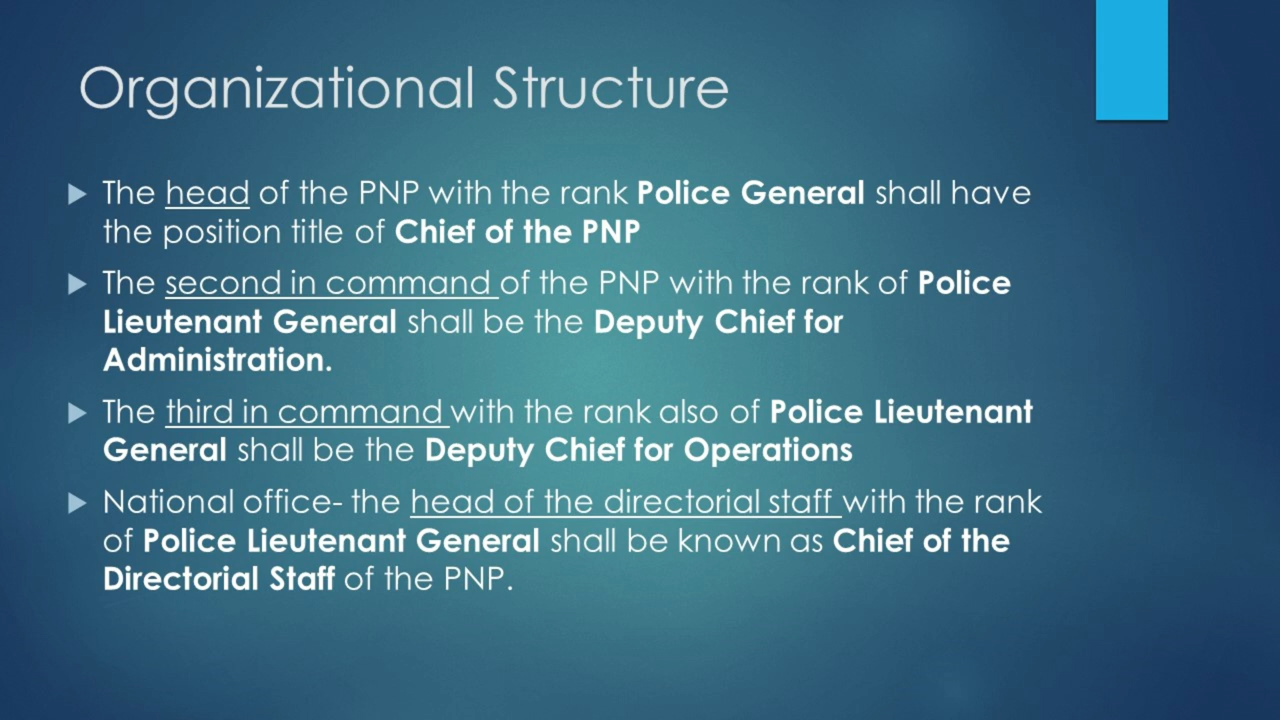 Organizational Structure
The head of the PNP with the rank Police General shall have
the position title of Chief of the PNP
The second in command of the PNP with the rank of Police
Lieutenant General shall be the Deputy Chief for
Administration.
The third in command with the rank also of Police Lieutenant
General shall be the Deputy Chief for Operations
National office- the head of the directorial staff with the rank
of Police Lieutenant General shall be known as Chief of the
Directorial Staff of the PNP.